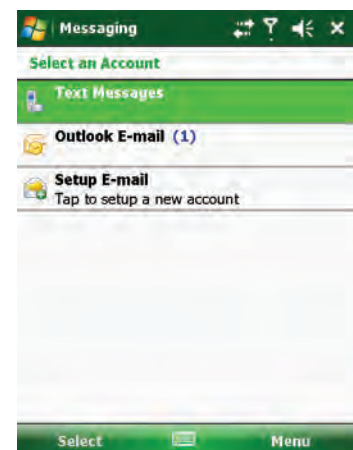 Messaging
Select an Account
Text Messages
Outlook E-mail (1)
Setup E-mail
Tap to setup a new account
Select Menu